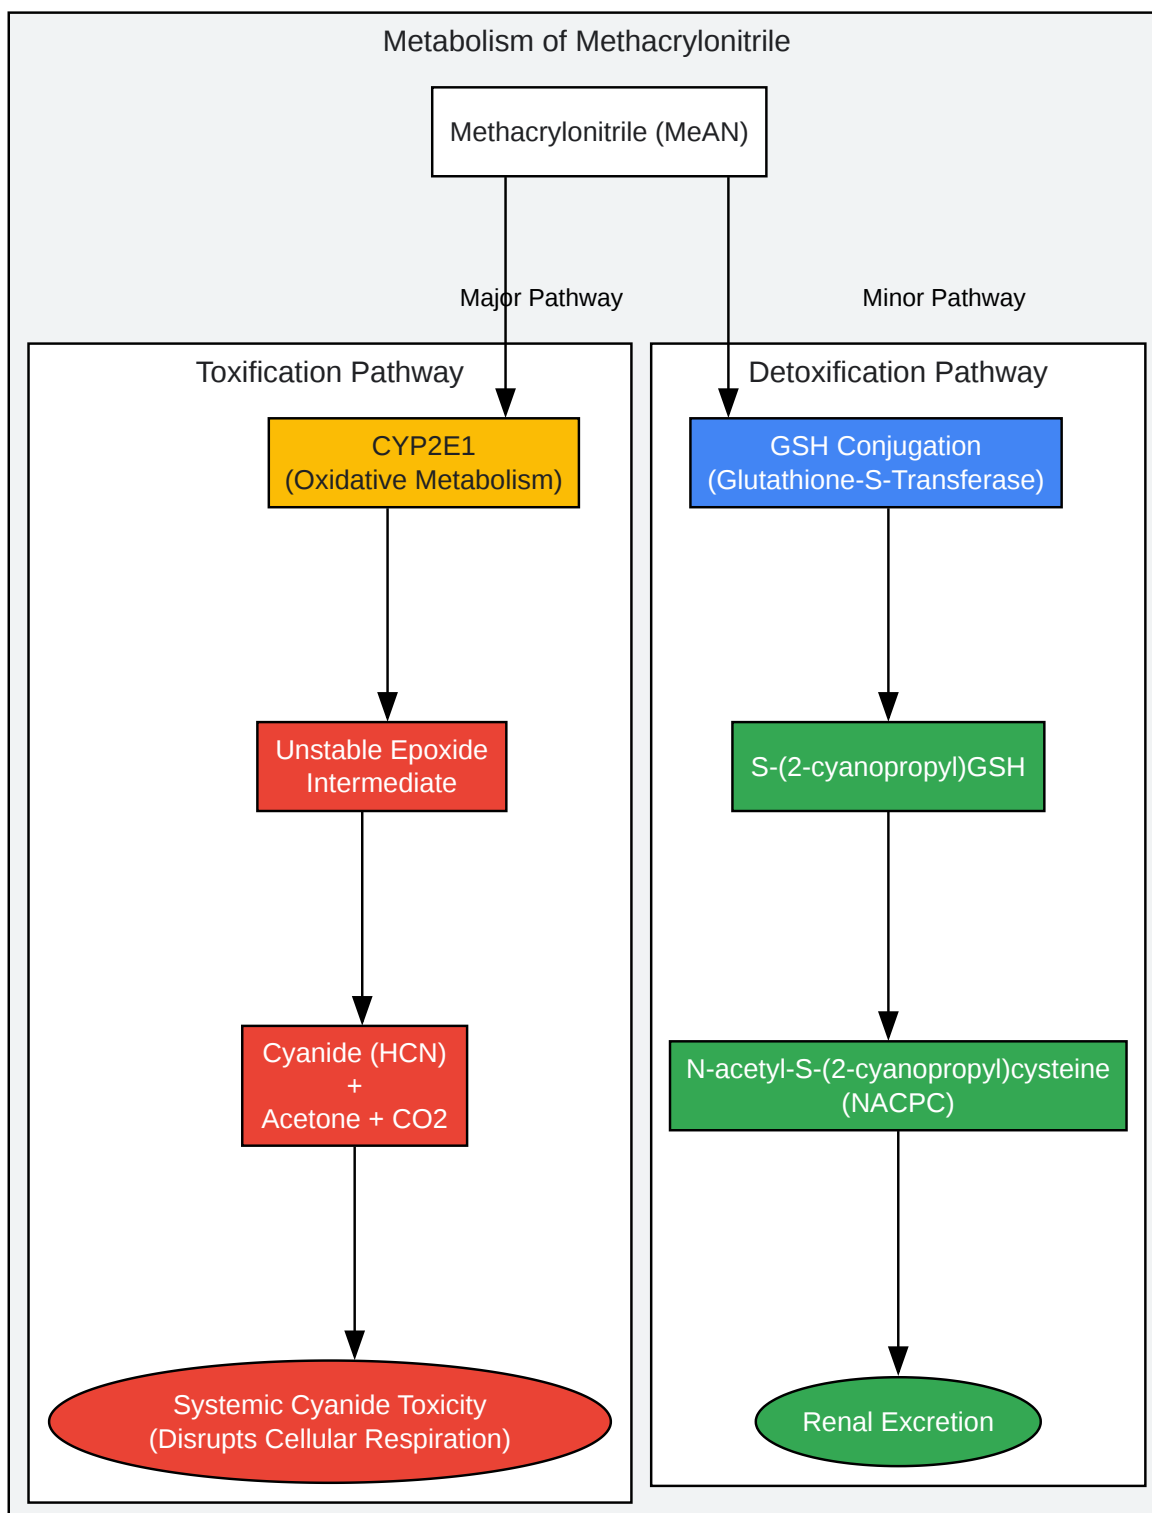 Metabolism of Methacrylonitrile
Methacrylonitrile (MeAN)
Major Pathway
Minor Pathway
Toxification Pathway
CYP2E1
(Oxidative Metabolism)
Unstable Epoxide
Intermediate
Cyanide (HCN)
+
Acetone + CO2
Systemic Cyanide Toxicity
(Disrupts Cellular Respiration)
Detoxification Pathway
GSH Conjugation
(Glutathione-S-Transferase)
S-(2-cyanopropyl)GSH
N-acetyl-S-(2-cyanopropyl)cysteine
(NACPC)
Renal Excretion